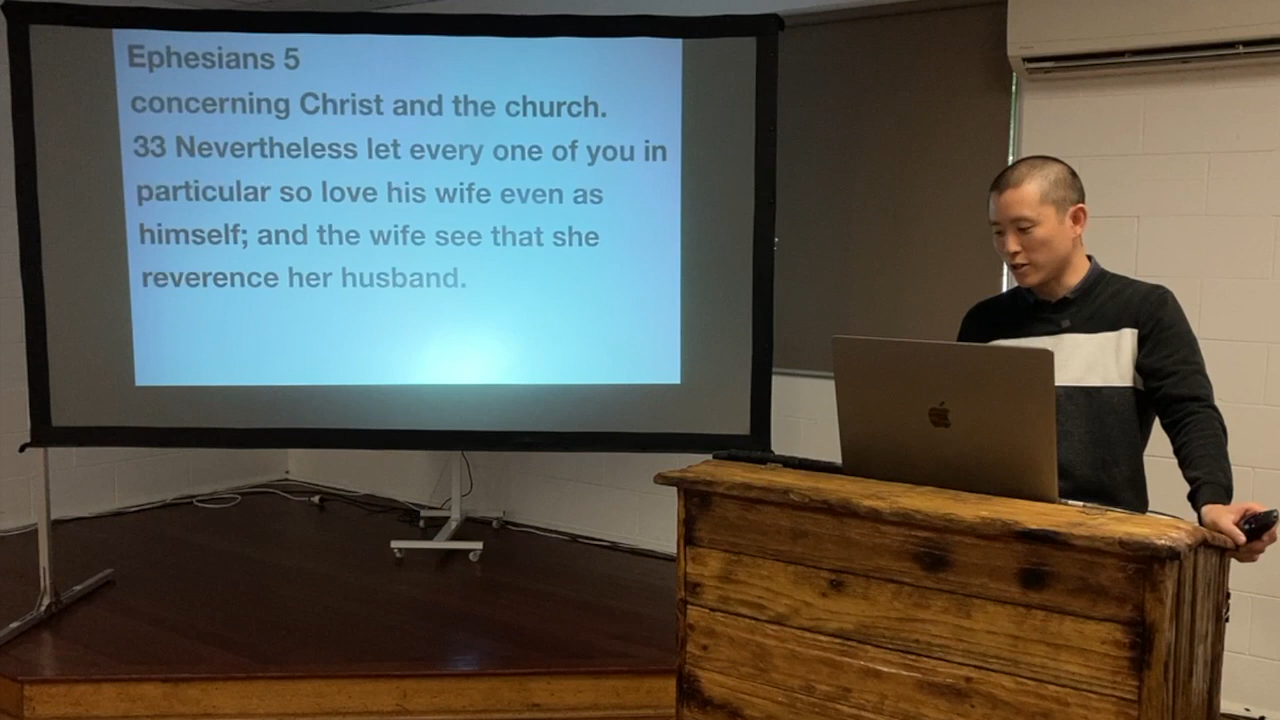 Ephesians 5
concerning Christ and the church.
33 Nevertheless let every one of you in
particular so love his wife even as
himself; and the wife see that she
reverence her husband.